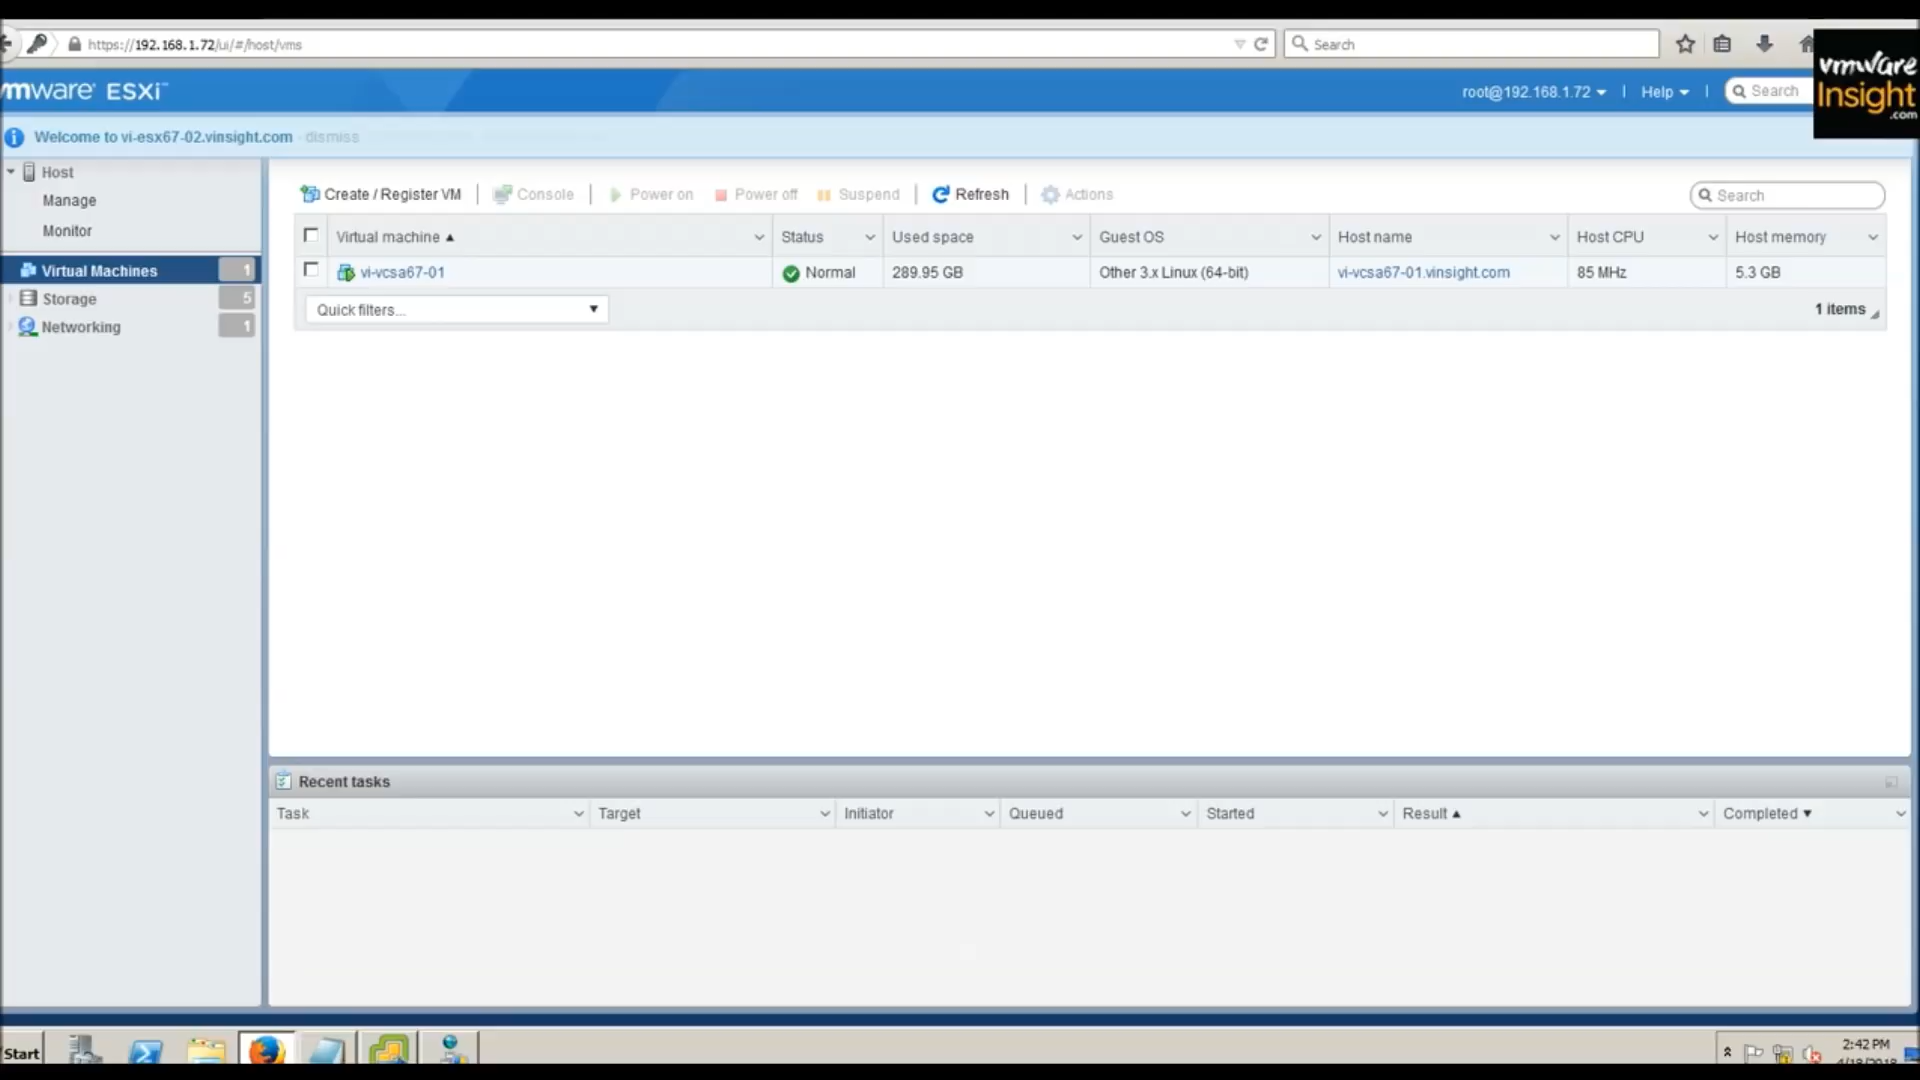 https://192.168.1.72/ui/#/host/vms
Search
vmware
Insight
.com
mware ESXi™
root@192.168.1.72
Help
Search
Welcome to vi-esx67-02.vinsight.com dismiss
Host
Manage
Monitor
Virtual Machines 1
Storage 5
Networking 1
Create / Register VM
Console
Power on
Power off
Suspend
Refresh
Actions
Search
Virtual machine Status Used space Guest OS Host name Host CPU Host memory
vi-vcsa67-01 Normal 289.95 GB Other 3.x Linux (64-bit) vi-vcsa67-01.vinsight.com 85 MHz 5.3 GB
Quick filters...
1 items
Recent tasks
Task Target Initiator Queued Started Result Completed
Start
2:42 PM
4/18/2018